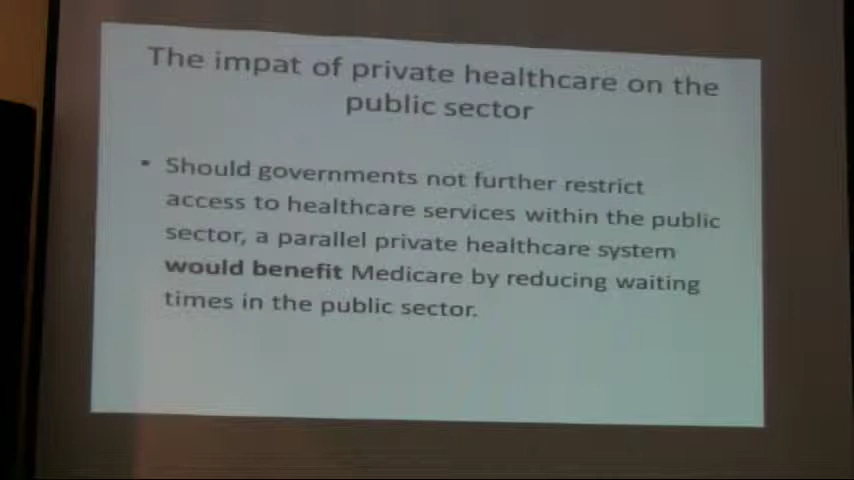 The impat of private healthcare on the
public sector
▪ Should governments not further restrict
access to healthcare services within the public
sector, a parallel private healthcare system
would benefit Medicare by reducing waiting
times in the public sector.